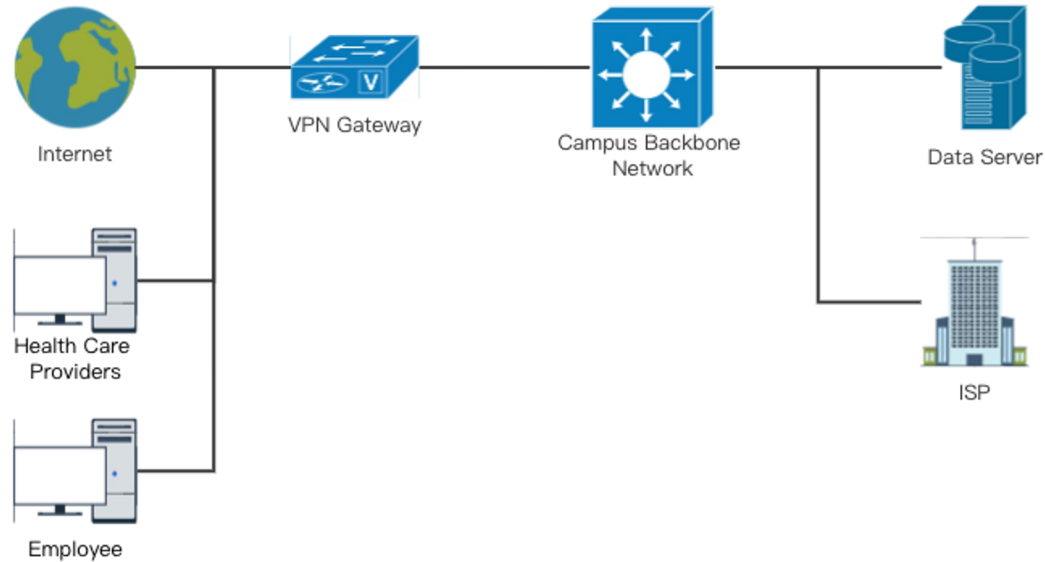 Internet
VPN Gateway
V
Campus Backbone
Network
Data Server
Health Care
Providers
ISP
Employee